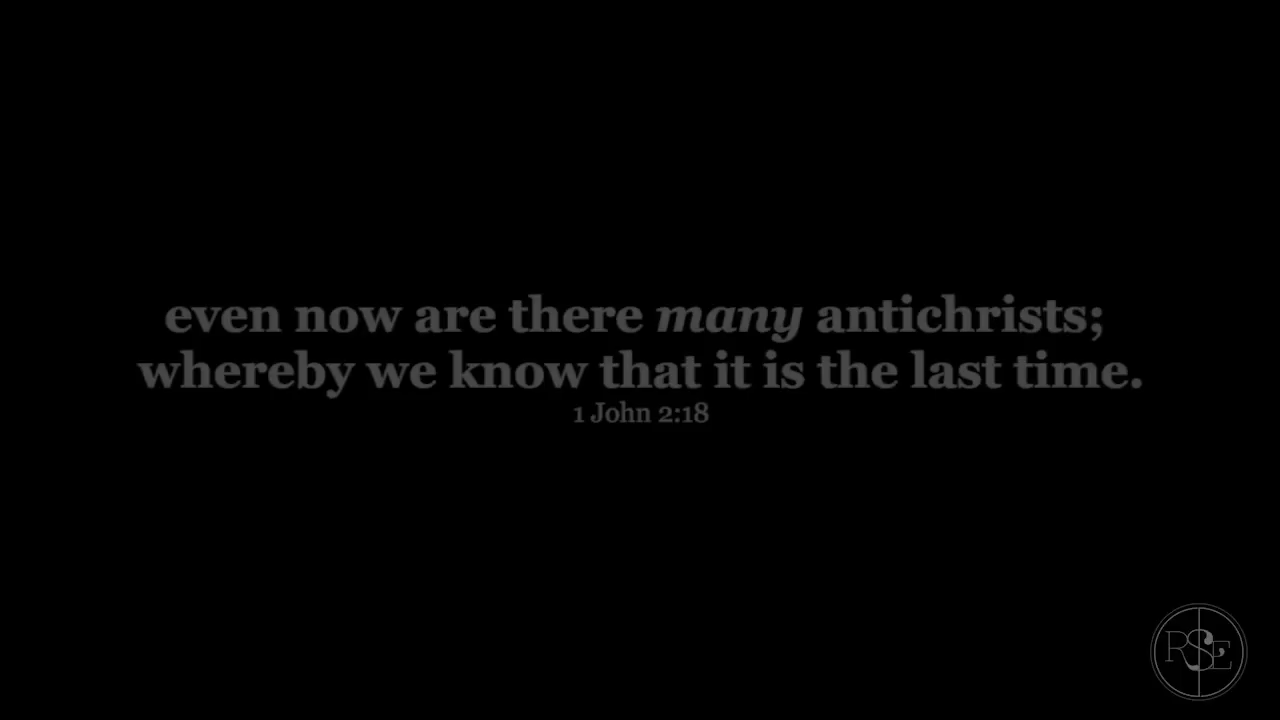 even now are there many antichrists;
whereby we know that it is the last time.
1 John 2:18
RSE